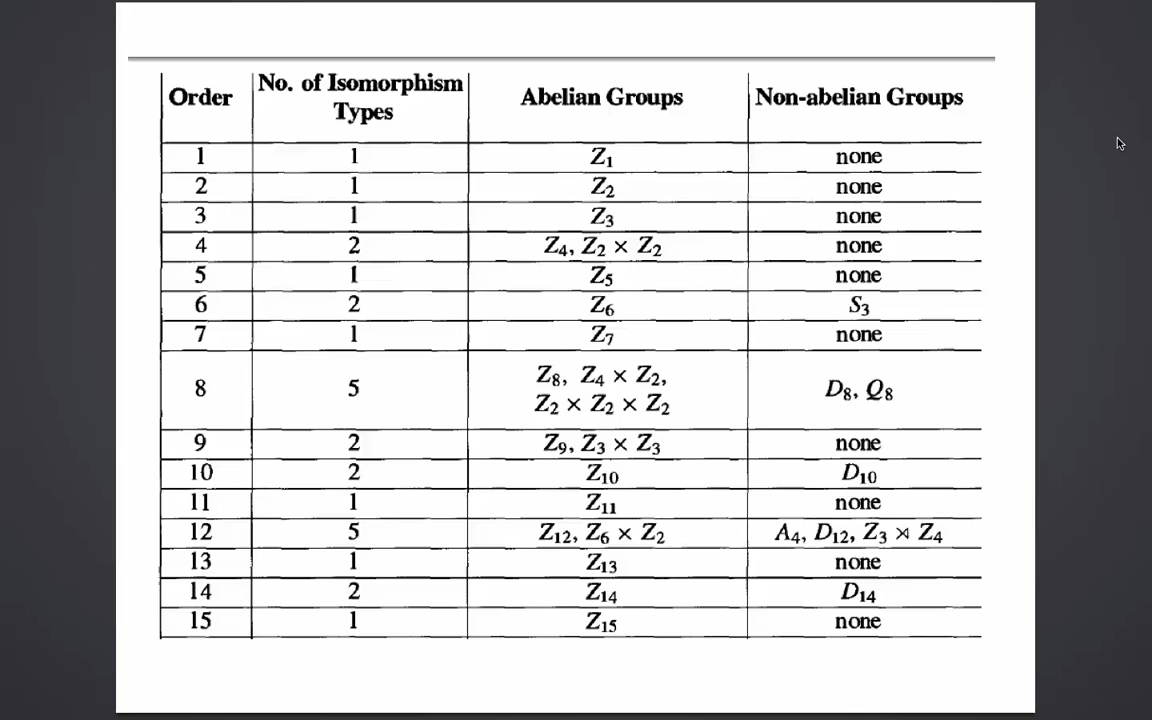 Order | No. of Isomorphism Types | Abelian Groups | Non-abelian Groups
1 | 1 | Z₁ | none
2 | 1 | Z₂ | none
3 | 1 | Z₃ | none
4 | 2 | Z₄, Z₂ × Z₂ | none
5 | 1 | Z₅ | none
6 | 2 | Z₆ | S₃
7 | 1 | Z₇ | none
8 | 5 | Z₈, Z₄ × Z₂, Z₂ × Z₂ × Z₂ | D₈, Q₈
9 | 2 | Z₉, Z₃ × Z₃ | none
10 | 2 | Z₁₀ | D₁₀
11 | 1 | Z₁₁ | none
12 | 5 | Z₁₂, Z₆ × Z₂ | A₄, D₁₂, Z₃ ⋊ Z₄
13 | 1 | Z₁₃ | none
14 | 2 | Z₁₄ | D₁₄
15 | 1 | Z₁₅ | none